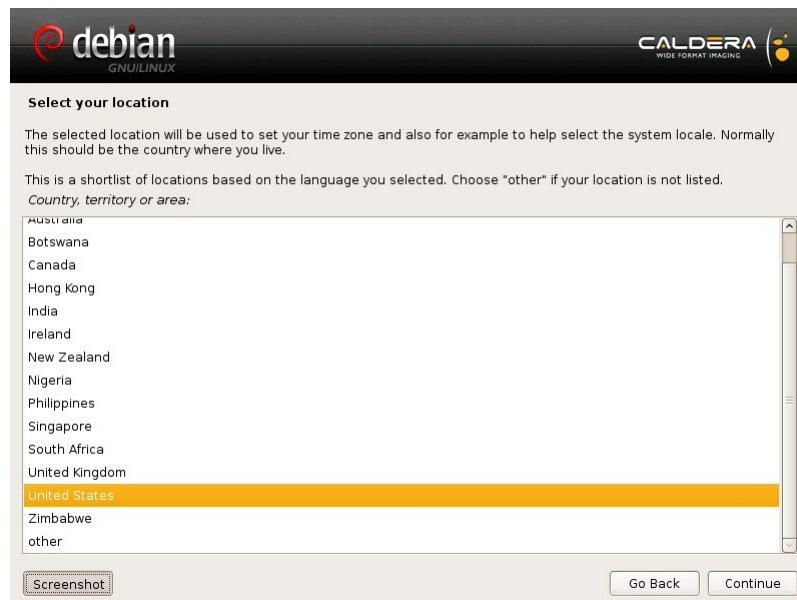 debian
GNU/LINUX
CALDERA
WIDE FORMAT IMAGING
Select your location
The selected location will be used to set your time zone and also for example to help select the system locale. Normally
this should be the country where you live.
This is a shortlist of locations based on the language you selected. Choose "other" if your location is not listed.
Country, territory or area:
Australia
Botswana
Canada
Hong Kong
India
Ireland
New Zealand
Nigeria
Philippines
Singapore
South Africa
United Kingdom
United States
Zimbabwe
other
Screenshot
Go Back
Continue